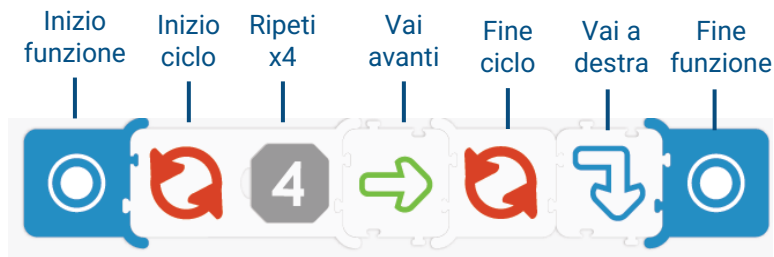 Inizio
funzione
Inizio
ciclo
Ripeti
x4
Vai
avanti
Fine
ciclo
Vai a
destra
Fine
funzione
4